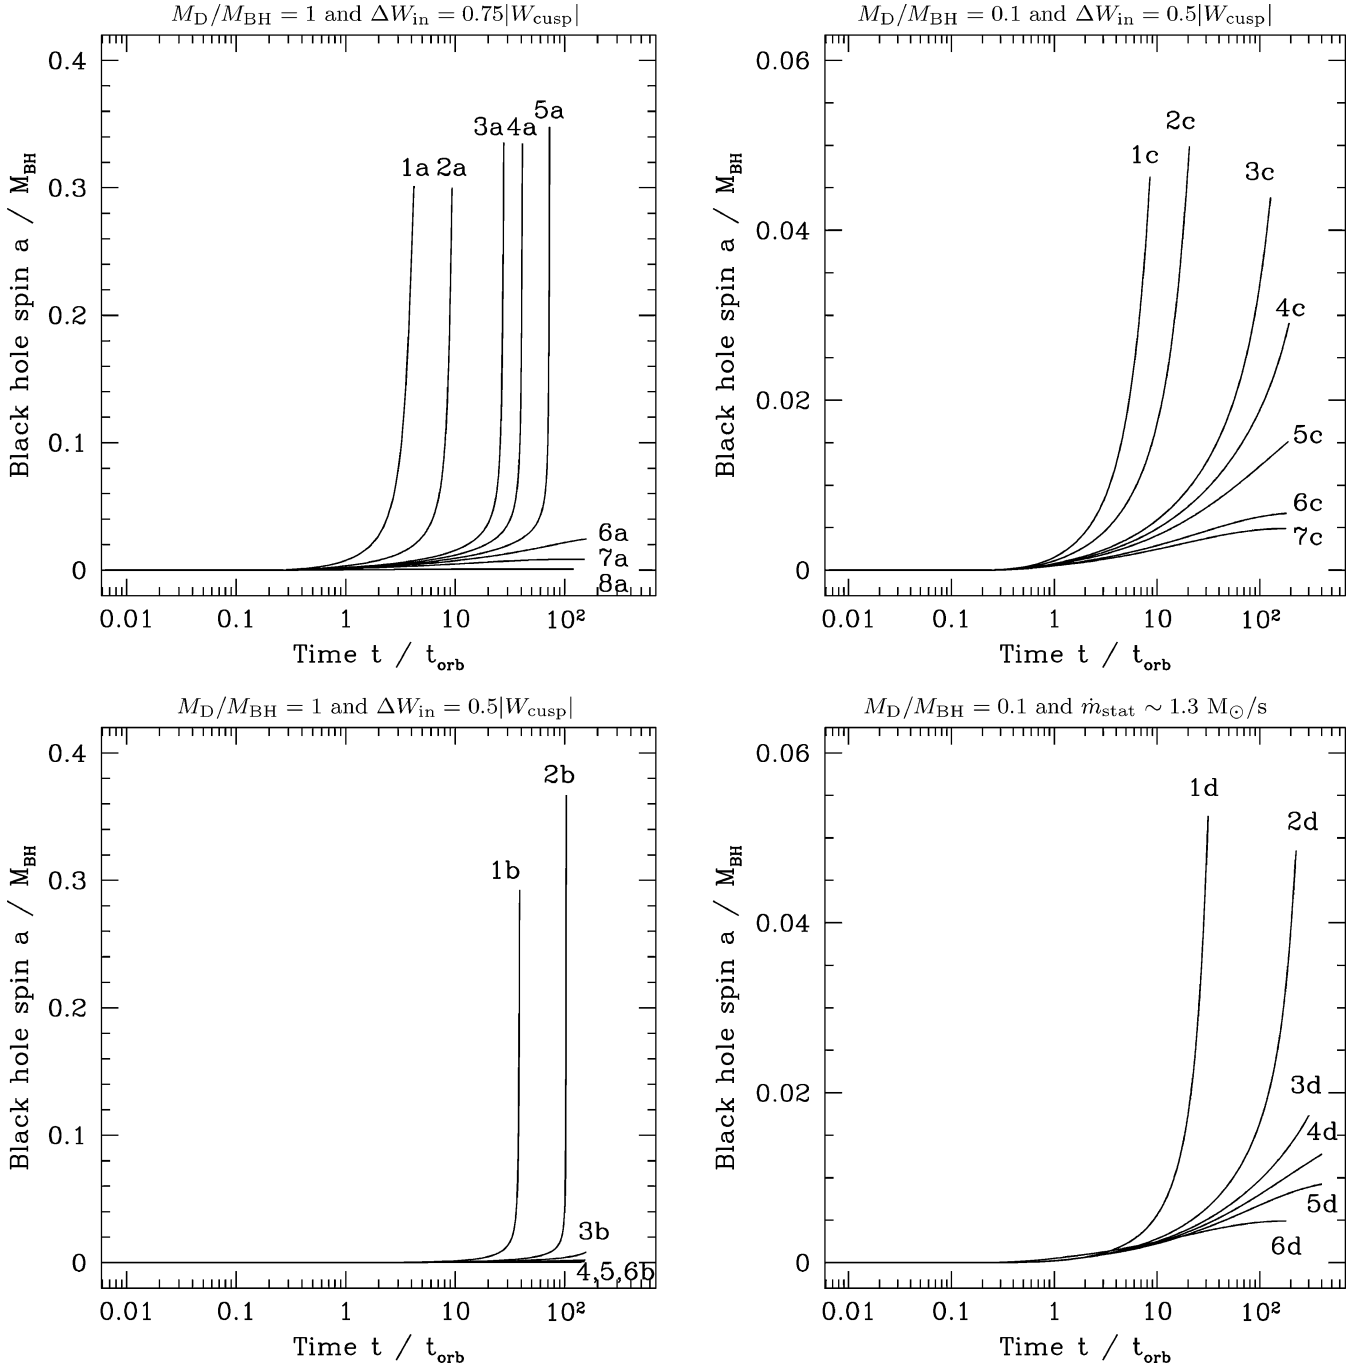 M_D/M_BH = 1 and ΔW_in = 0.75|W_cusp|
0.4
0.3
0.2
0.1
0
Black hole spin a / M_BH
1a 2a 3a 4a 5a
6a
7a
8a
0.01 0.1 1 10 10²
Time t / t_orb
M_D/M_BH = 0.1 and ΔW_in = 0.5|W_cusp|
0.06
0.04
0.02
0
Black hole spin a / M_BH
1c 2c 3c
4c
5c
6c
7c
0.01 0.1 1 10 10²
Time t / t_orb
M_D/M_BH = 1 and ΔW_in = 0.5|W_cusp|
0.4
0.3
0.2
0.1
0
Black hole spin a / M_BH
1b 2b
3b
4,5,6b
0.01 0.1 1 10 10²
Time t / t_orb
M_D/M_BH = 0.1 and ṁ_stat ∼ 1.3 M_⊙/s
0.06
0.04
0.02
0
Black hole spin a / M_BH
1d 2d
3d
4d
5d
6d
0.01 0.1 1 10 10²
Time t / t_orb